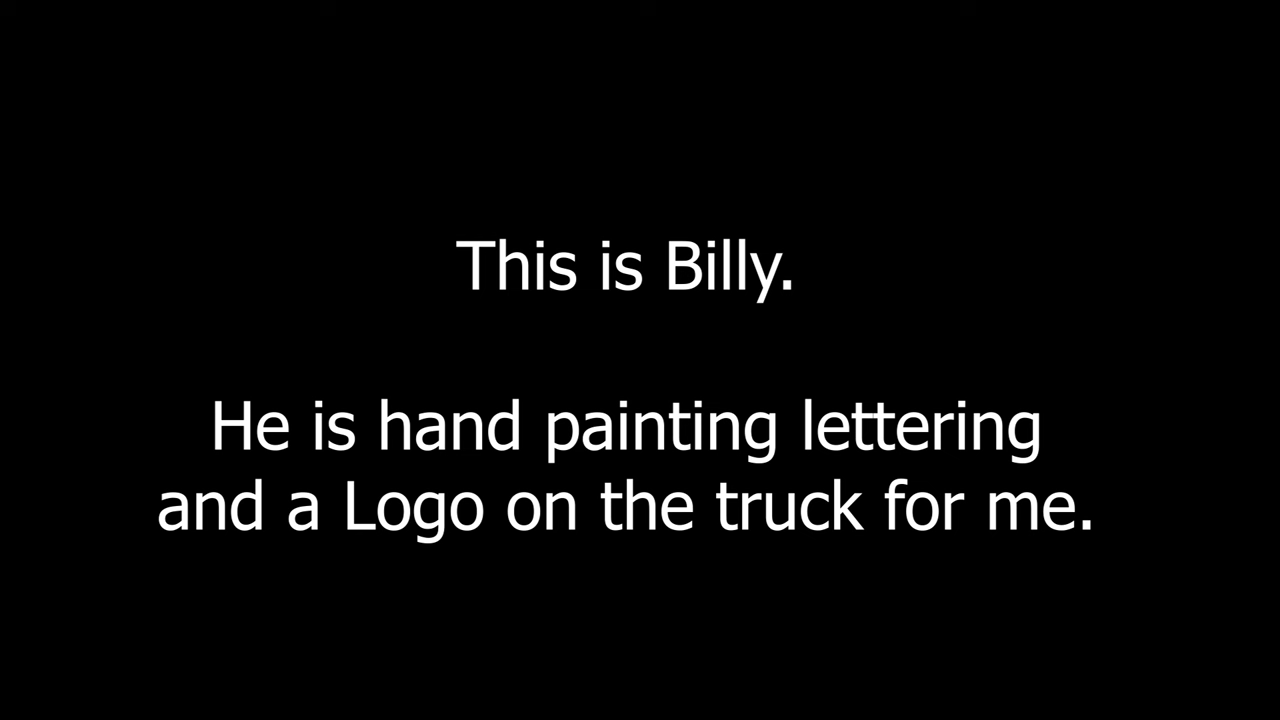 This is Billy.
He is hand painting lettering
and a Logo on the truck for me.